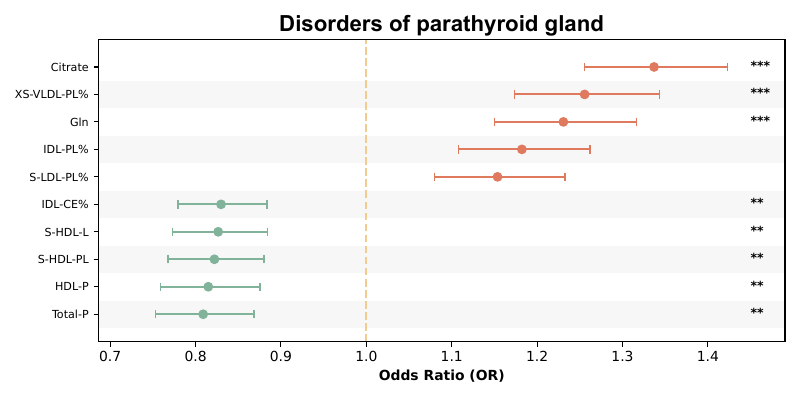 Disorders of parathyroid gland
Citrate ***
XS-VLDL-PL% ***
Gln ***
IDL-PL%
S-LDL-PL%
IDL-CE% **
S-HDL-L **
S-HDL-PL **
HDL-P **
Total-P **
0.7 0.8 0.9 1.0 1.1 1.2 1.3 1.4
Odds Ratio (OR)